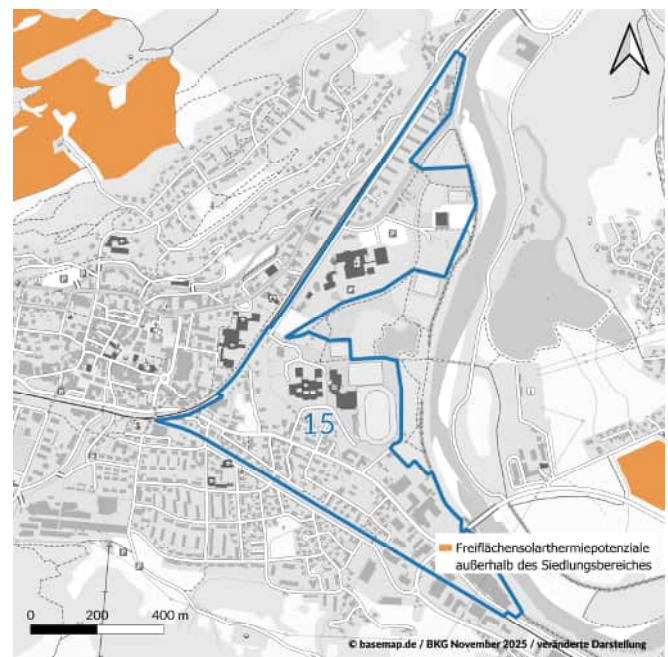 15
Freiflächensolarthermiepotenziale
außerhalb des Siedlungsbereiches
0 200 400 m
© basemap.de / BKG November 2025 / veränderte Darstellung